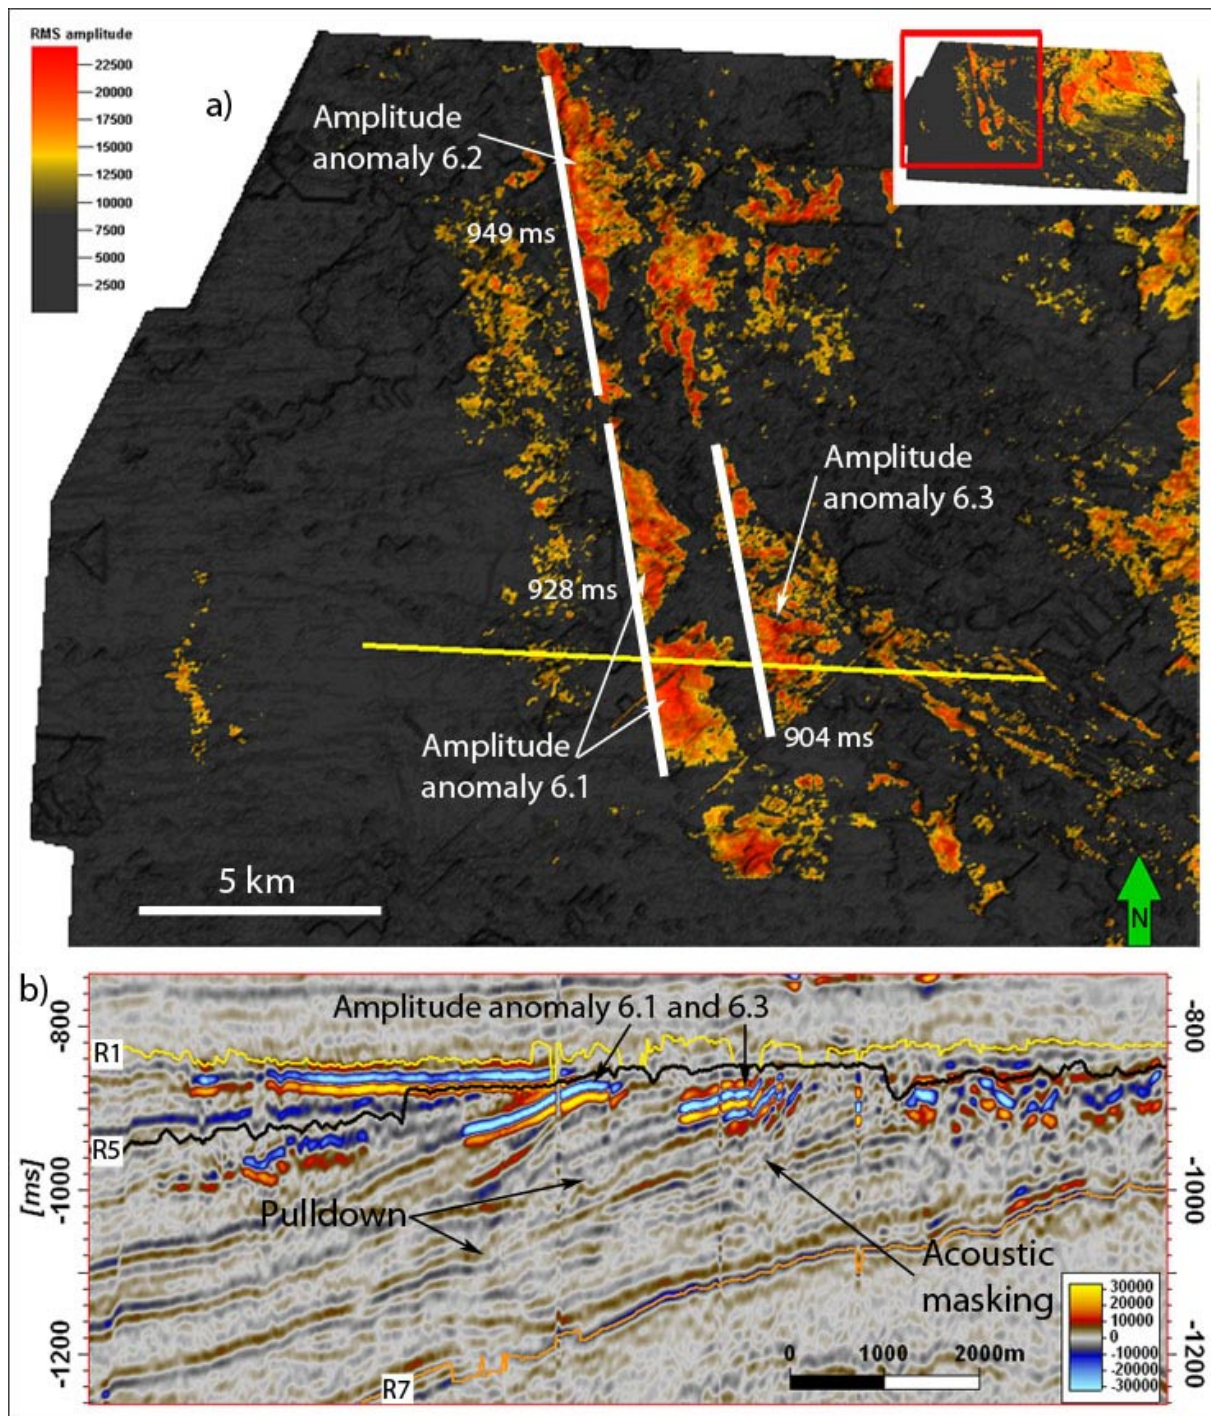 RMS amplitude
22500
20000
17500
15000
12500
10000
7500
5000
2500
a)
Amplitude
anomaly 6.2
949 ms
Amplitude
anomaly 6.3
928 ms
Amplitude
anomaly 6.1
904 ms
5 km
N
b)
Amplitude anomaly 6.1 and 6.3
-800
-1000
-1200
[ms]
-800
-1000
-1200
R1
R5
R7
Pulldown
Acoustic
masking
0 1000 2000m
30000
20000
10000
0
-10000
-20000
-30000